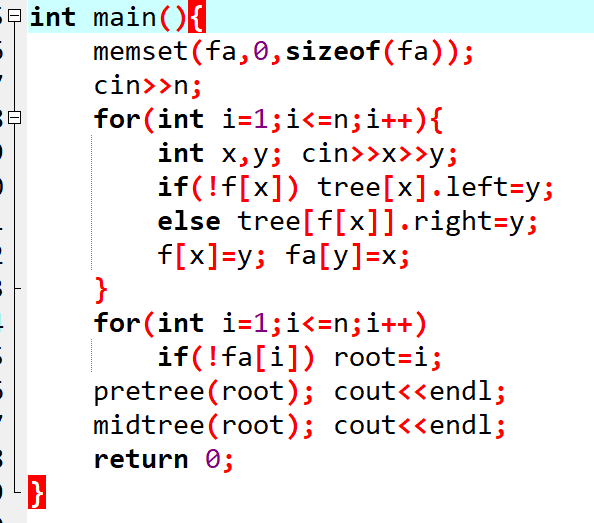 int main(){
    memset(fa,0,sizeof(fa));
    cin>>n;
    for(int i=1;i<=n;i++){
        int x,y; cin>>x>>y;
        if(!f[x]) tree[x].left=y;
        else tree[f[x]].right=y;
        f[x]=y; fa[y]=x;
    }
    for(int i=1;i<=n;i++)
        if(!fa[i]) root=i;
    pretree(root); cout<<endl;
    midtree(root); cout<<endl;
    return 0;
}